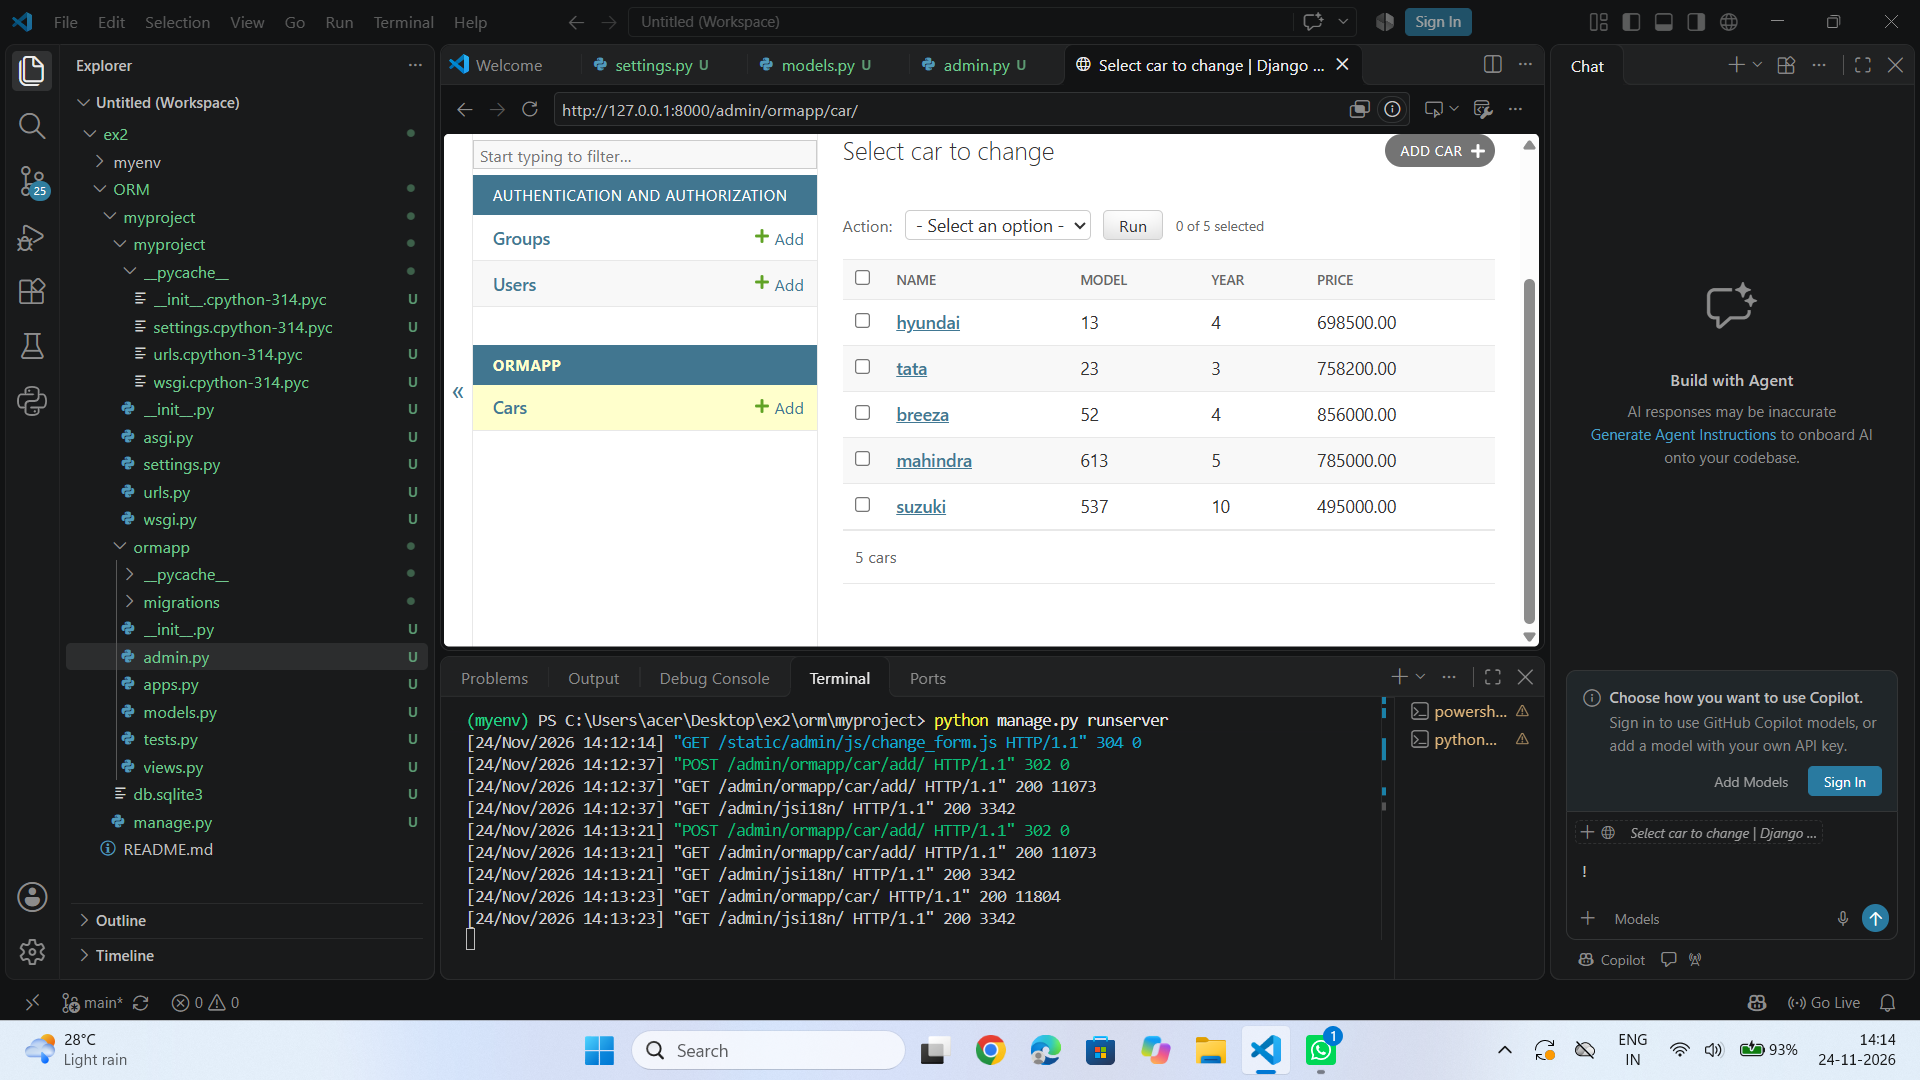 File Edit Selection View Go Run Terminal Help
Untitled (Workspace)
Sign In
Explorer
Untitled (Workspace)
ex2
myenv
ORM
myproject
myproject
__pycache__
__init__.cpython-314.pyc U
settings.cpython-314.pyc U
urls.cpython-314.pyc U
wsgi.cpython-314.pyc U
__init__.py U
asgi.py U
settings.py U
urls.py U
wsgi.py U
ormapp
__pycache__
migrations
__init__.py U
admin.py U
apps.py U
models.py U
tests.py U
views.py U
db.sqlite3 U
manage.py U
README.md
Outline
Timeline
25
Welcome
settings.py U
models.py U
admin.py U
Select car to change | Django ...
http://127.0.0.1:8000/admin/ormapp/car/
Start typing to filter...
AUTHENTICATION AND AUTHORIZATION
Groups + Add
Users + Add
ORMAPP
Cars + Add
«
Select car to change
ADD CAR +
Action: - Select an option - Run 0 of 5 selected
NAME MODEL YEAR PRICE
hyundai 13 4 698500.00
tata 23 3 758200.00
breeza 52 4 856000.00
mahindra 613 5 785000.00
suzuki 537 10 495000.00
5 cars
Problems Output Debug Console Terminal Ports
(myenv) PS C:\Users\acer\Desktop\ex2\orm\myproject> python manage.py runserver
[24/Nov/2026 14:12:14] "GET /static/admin/js/change_form.js HTTP/1.1" 304 0
[24/Nov/2026 14:12:37] "POST /admin/ormapp/car/add/ HTTP/1.1" 302 0
[24/Nov/2026 14:12:37] "GET /admin/ormapp/car/add/ HTTP/1.1" 200 11073
[24/Nov/2026 14:12:37] "GET /admin/jsi18n/ HTTP/1.1" 200 3342
[24/Nov/2026 14:13:21] "POST /admin/ormapp/car/add/ HTTP/1.1" 302 0
[24/Nov/2026 14:13:21] "GET /admin/ormapp/car/add/ HTTP/1.1" 200 11073
[24/Nov/2026 14:13:21] "GET /admin/jsi18n/ HTTP/1.1" 200 3342
[24/Nov/2026 14:13:23] "GET /admin/ormapp/car/ HTTP/1.1" 200 11804
[24/Nov/2026 14:13:23] "GET /admin/jsi18n/ HTTP/1.1" 200 3342
powersh...
python...
Chat
Build with Agent
AI responses may be inaccurate
Generate Agent Instructions to onboard AI
onto your codebase.
Choose how you want to use Copilot.
Sign in to use GitHub Copilot models, or
add a model with your own API key.
Add Models Sign In
Select car to change | Django ...
!
Models
Copilot
main* 0 0
Go Live
28°C
Light rain
Search
1
ENG
IN
93%
14:14
24-11-2026